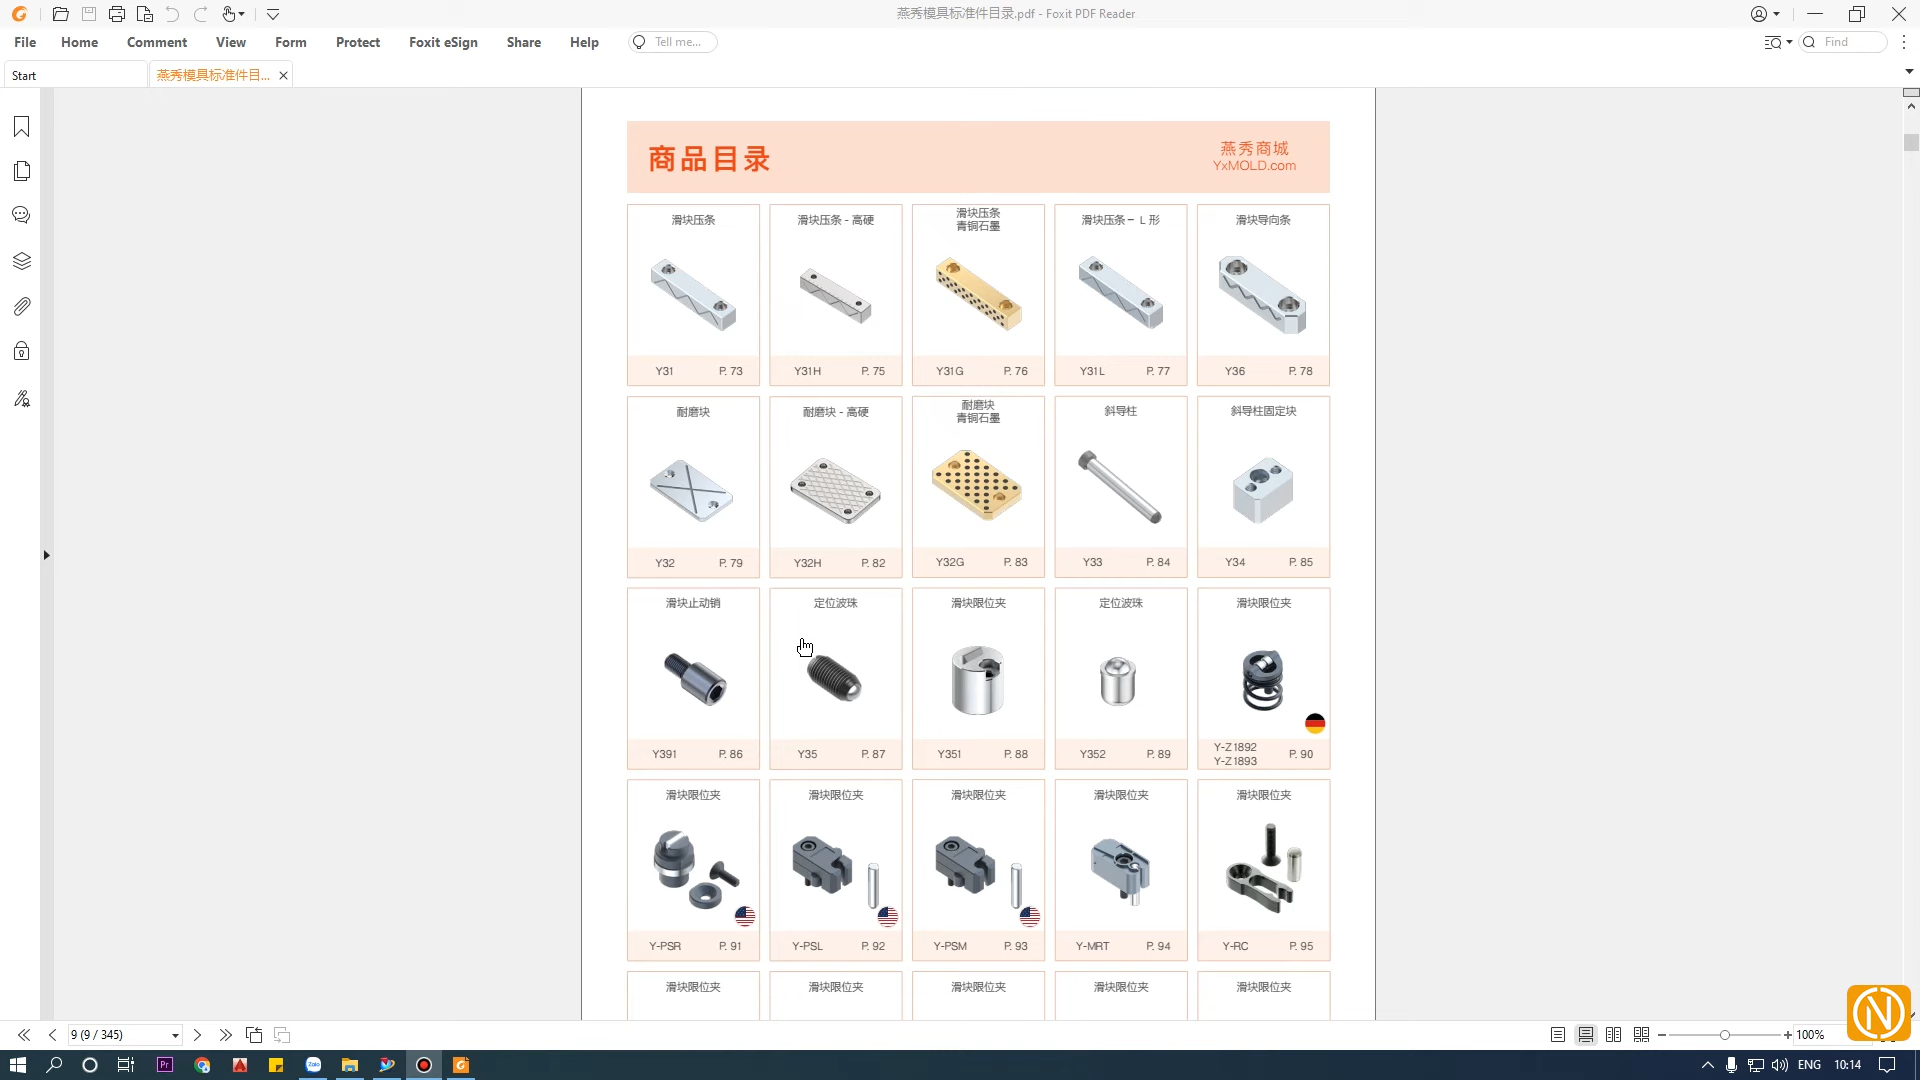 燕秀模具标准件目录.pdf - Foxit PDF Reader
File Home Comment View Form Protect Foxit eSign Share Help Tell me... Find
Start 燕秀模具标准件目...
商品目录
燕秀商城
YxMOLD.com
滑块压条
Y31 P. 73
滑块压条 - 高硬
Y31H P. 75
滑块压条
青铜石墨
Y31G P. 76
滑块压条 – L 形
Y31L P. 77
滑块导向条
Y36 P. 78
耐磨块
Y32 P. 79
耐磨块 - 高硬
Y32H P. 82
耐磨块
青铜石墨
Y32G P. 83
斜导柱
Y33 P. 84
斜导柱固定块
Y34 P. 85
滑块止动销
Y391 P. 86
定位波珠
Y35 P. 87
滑块限位夹
Y351 P. 88
定位波珠
Y352 P. 89
滑块限位夹
Y-Z1892
Y-Z1893
P. 90
滑块限位夹
Y-PSR P. 91
滑块限位夹
Y-PSL P. 92
滑块限位夹
Y-PSM P. 93
滑块限位夹
Y-MRT P. 94
滑块限位夹
Y-RC P. 95
滑块限位夹
滑块限位夹
滑块限位夹
滑块限位夹
滑块限位夹
9 (9 / 345) 100%
Pr Zalo ENG 10:14
N